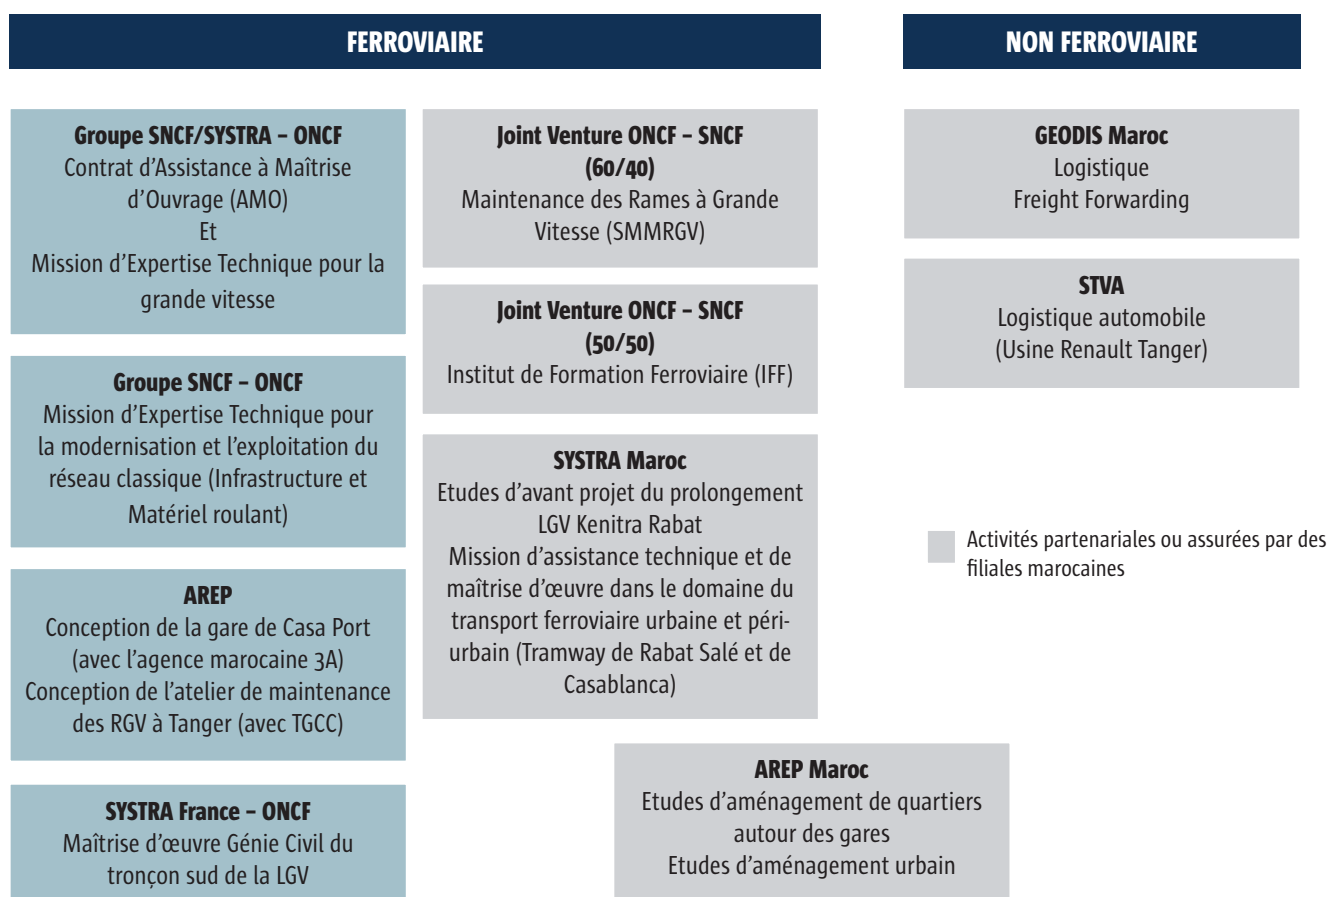 FERROVIAIRE
Groupe SNCF/SYSTRA – ONCF
Contrat d'Assistance à Maîtrise
d'Ouvrage (AMO)
Et
Mission d'Expertise Technique pour la
grande vitesse
Groupe SNCF – ONCF
Mission d'Expertise Technique pour
la modernisation et l'exploitation du
réseau classique (Infrastructure et
Matériel roulant)
AREP
Conception de la gare de Casa Port
(avec l'agence marocaine 3A)
Conception de l'atelier de maintenance
des RGV à Tanger (avec TGCC)
SYSTRA France – ONCF
Maîtrise d'œuvre Génie Civil du
tronçon sud de la LGV
Joint Venture ONCF – SNCF
(60/40)
Maintenance des Rames à Grande
Vitesse (SMMRGV)
Joint Venture ONCF – SNCF
(50/50)
Institut de Formation Ferroviaire (IFF)
SYSTRA Maroc
Etudes d'avant projet du prolongement
LGV Kenitra Rabat
Mission d'assistance technique et de
maîtrise d'œuvre dans le domaine du
transport ferroviaire urbaine et péri-
urbain (Tramway de Rabat Salé et de
Casablanca)
AREP Maroc
Etudes d'aménagement de quartiers
autour des gares
Etudes d'aménagement urbain
NON FERROVIAIRE
GEODIS Maroc
Logistique
Freight Forwarding
STVA
Logistique automobile
(Usine Renault Tanger)
Activités partenariales ou assurées par des
filiales marocaines